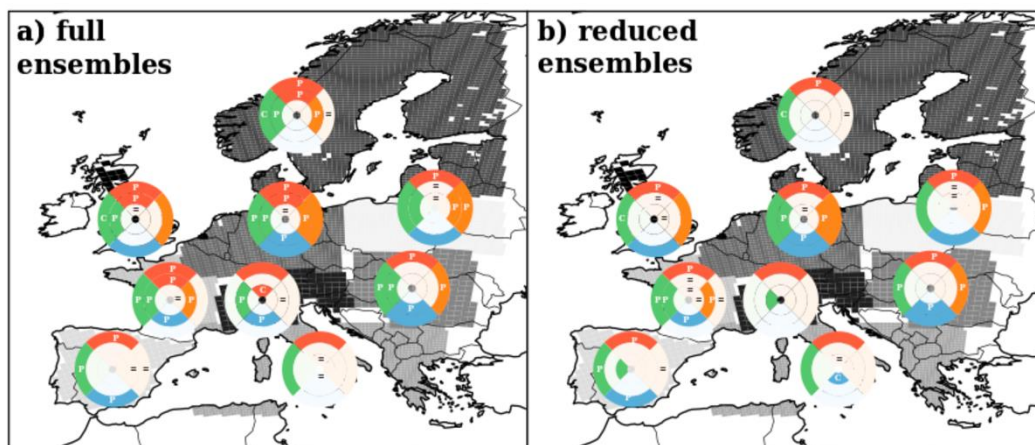 a) full
ensembles
P
P
C P P =
P
P
=
C P
P
P
=
P P P
P
P
=
=
P P
P
P
P P = P
C
P =
P
P
P
P
P
P = =
P
=
=
b) reduced
ensembles
P
C =
P
=
C =
P
=
P P
P
P
=
=
P
=
=
P P P =
=
P
P
P
P
P
=
P
C